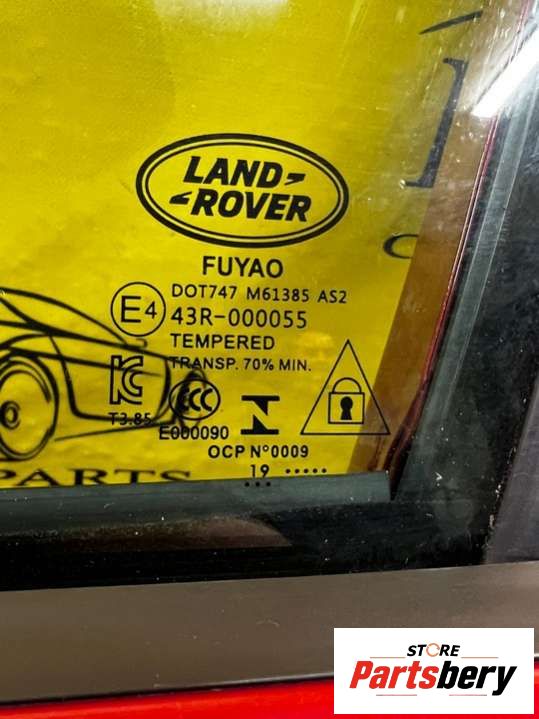 LAND
ROVER
FUYAO
DOT747 M61385 AS2
E4 43R-000055
TEMPERED
TRANSP. 70% MIN.
T3.85
CCC
E000090
OCP N°0009
19 .....
...
PARTS
STORE
Partsbery